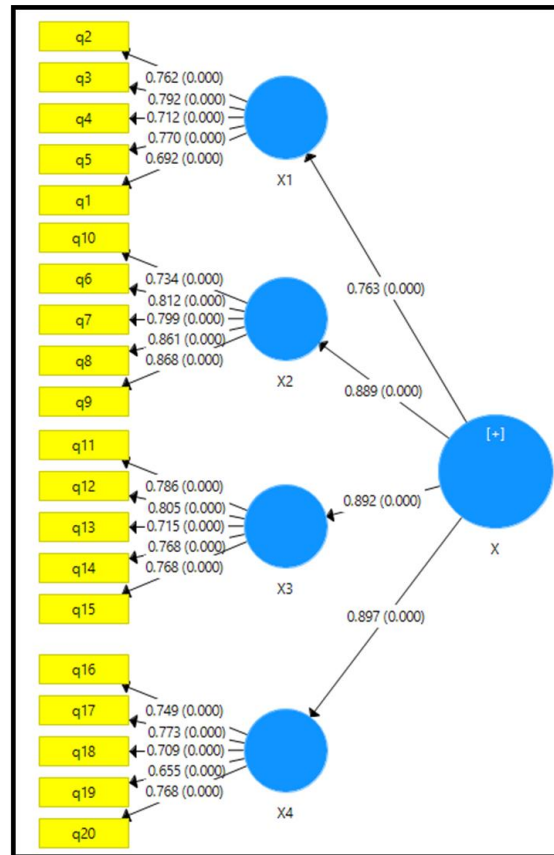 q2
q3
q4
q5
q1
0.762 (0.000)
0.792 (0.000)
0.712 (0.000)
0.770 (0.000)
0.692 (0.000)
X1
q10
q6
q7
q8
q9
0.734 (0.000)
0.812 (0.000)
0.799 (0.000)
0.861 (0.000)
0.868 (0.000)
X2
q11
q12
q13
q14
q15
0.786 (0.000)
0.805 (0.000)
0.715 (0.000)
0.768 (0.000)
0.768 (0.000)
X3
q16
q17
q18
q19
q20
0.749 (0.000)
0.773 (0.000)
0.709 (0.000)
0.655 (0.000)
0.768 (0.000)
X4
0.763 (0.000)
0.889 (0.000)
0.892 (0.000)
0.897 (0.000)
[+]
X